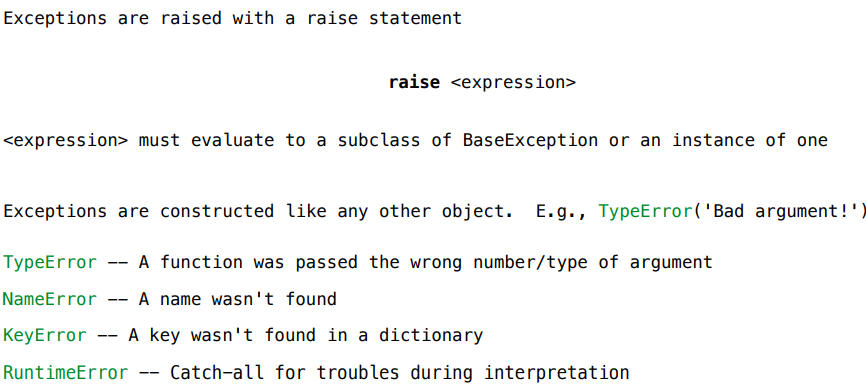 Exceptions are raised with a raise statement
raise <expression>
<expression> must evaluate to a subclass of BaseException or an instance of one
Exceptions are constructed like any other object.  E.g., TypeError('Bad argument!')
TypeError -- A function was passed the wrong number/type of argument
NameError -- A name wasn't found
KeyError -- A key wasn't found in a dictionary
RuntimeError -- Catch-all for troubles during interpretation